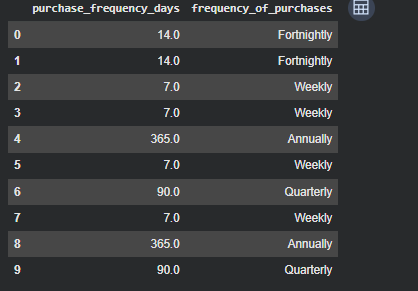 purchase_frequency_days frequency_of_purchases
0 14.0 Fortnightly
1 14.0 Fortnightly
2 7.0 Weekly
3 7.0 Weekly
4 365.0 Annually
5 7.0 Weekly
6 90.0 Quarterly
7 7.0 Weekly
8 365.0 Annually
9 90.0 Quarterly